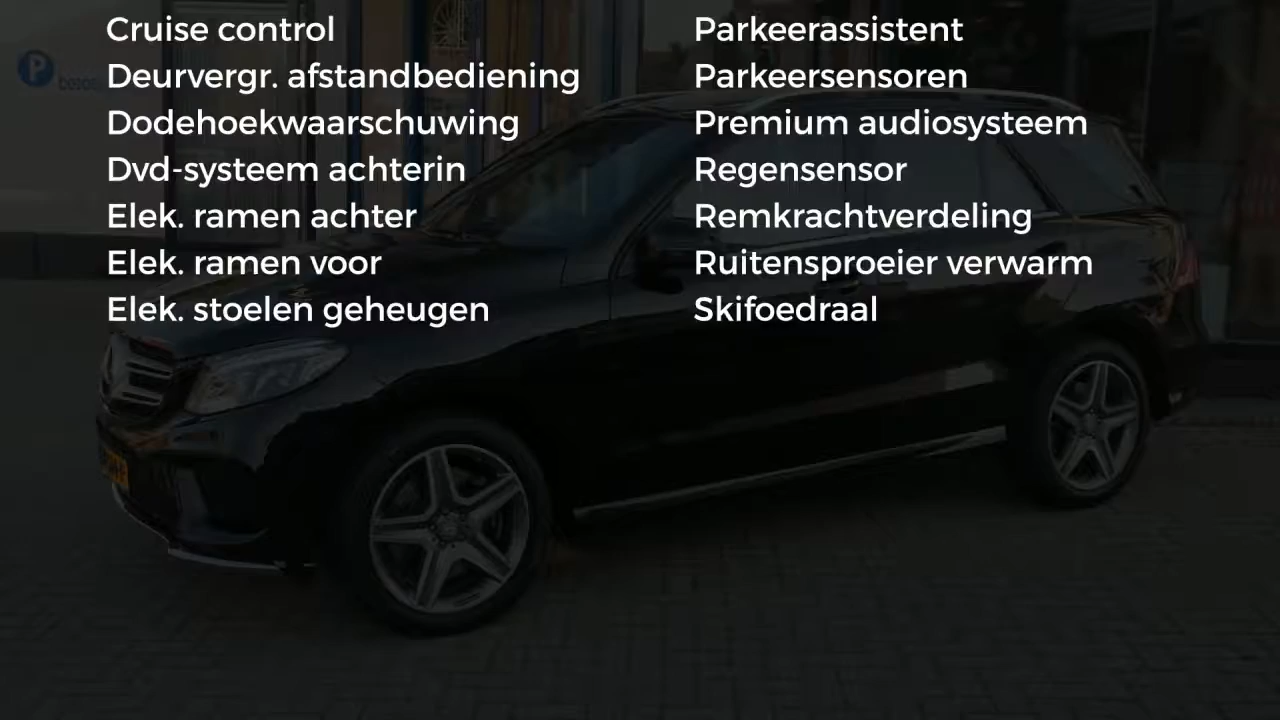 Cruise control
Deurvergr. afstandbediening
Dodehoekwaarschuwing
Dvd-systeem achterin
Elek. ramen achter
Elek. ramen voor
Elek. stoelen geheugen
Parkeerassistent
Parkeersensoren
Premium audiosysteem
Regensensor
Remkrachtverdeling
Ruitensproeier verwarm
Skifoedraal
P